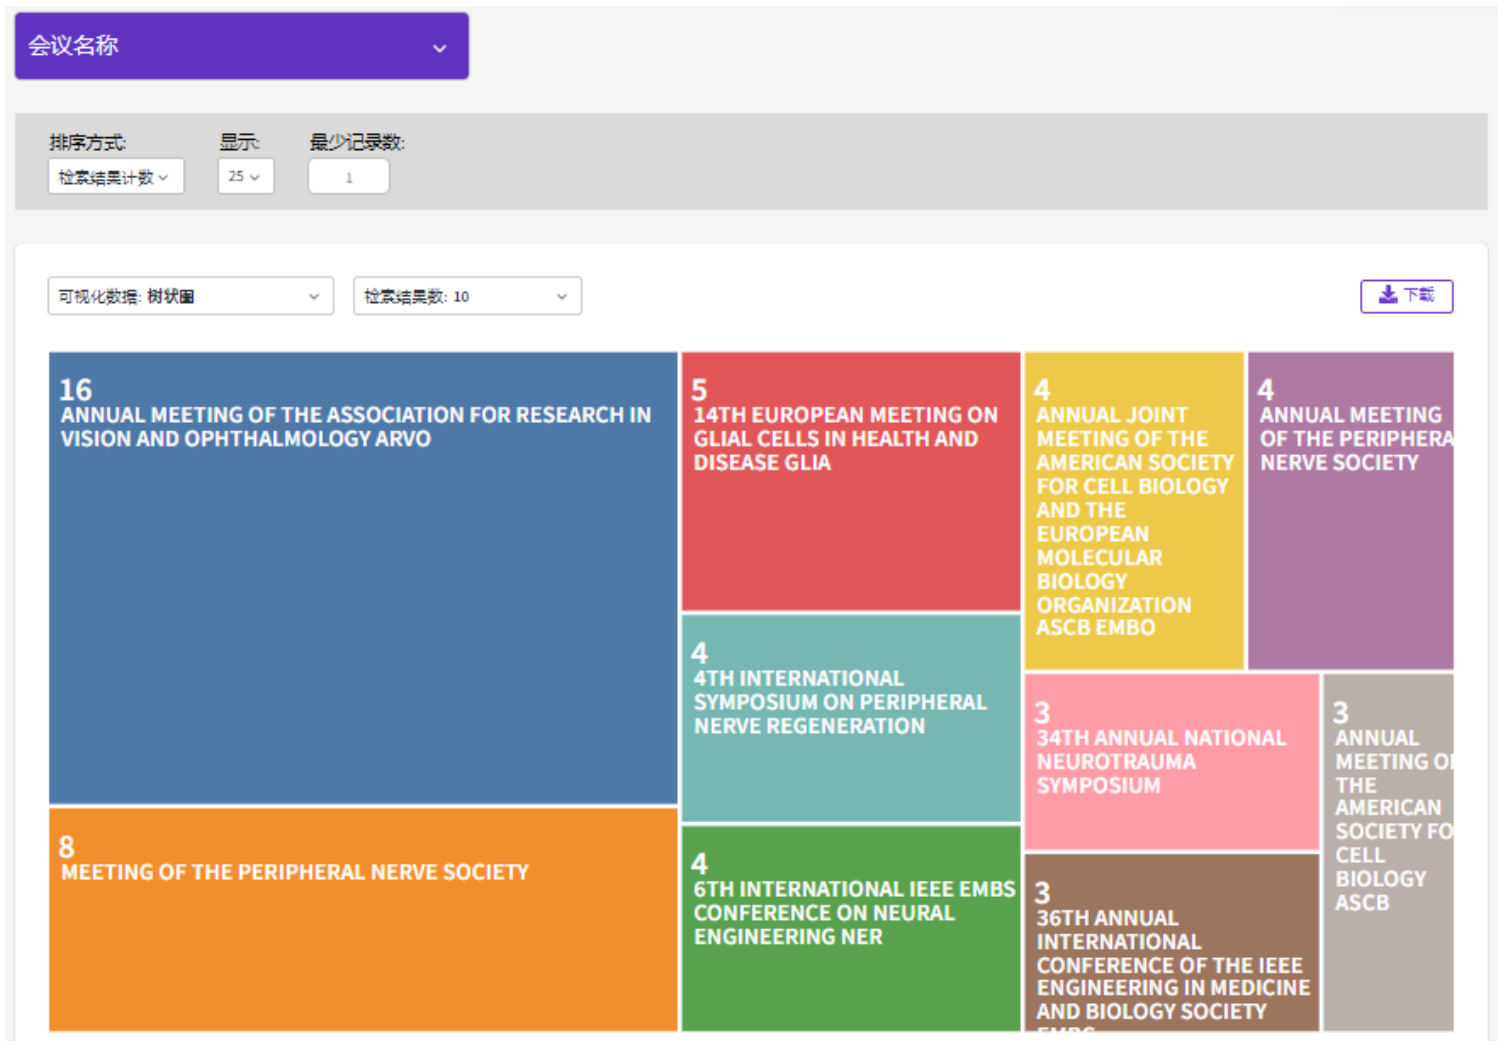 会议名称
排序方式: 显示: 最少记录数:
检索结果计数 25 1
可视化数据: 树状图 检索结果数: 10 下载
16
ANNUAL MEETING OF THE ASSOCIATION FOR RESEARCH IN
VISION AND OPHTHALMOLOGY ARVO
8
MEETING OF THE PERIPHERAL NERVE SOCIETY
5
14TH EUROPEAN MEETING ON
GLIAL CELLS IN HEALTH AND
DISEASE GLIA
4
4TH INTERNATIONAL
SYMPOSIUM ON PERIPHERAL
NERVE REGENERATION
4
6TH INTERNATIONAL IEEE EMBS
CONFERENCE ON NEURAL
ENGINEERING NER
4
ANNUAL JOINT
MEETING OF THE
AMERICAN SOCIETY
FOR CELL BIOLOGY
AND THE
EUROPEAN
MOLECULAR
BIOLOGY
ORGANIZATION
ASCB EMBO
4
ANNUAL MEETING
OF THE PERIPHERA
NERVE SOCIETY
3
34TH ANNUAL NATIONAL
NEUROTRAUMA
SYMPOSIUM
3
36TH ANNUAL
INTERNATIONAL
CONFERENCE OF THE IEEE
ENGINEERING IN MEDICINE
AND BIOLOGY SOCIETY
3
ANNUAL
MEETING O
THE
AMERICAN
SOCIETY FO
CELL
BIOLOGY
ASCB